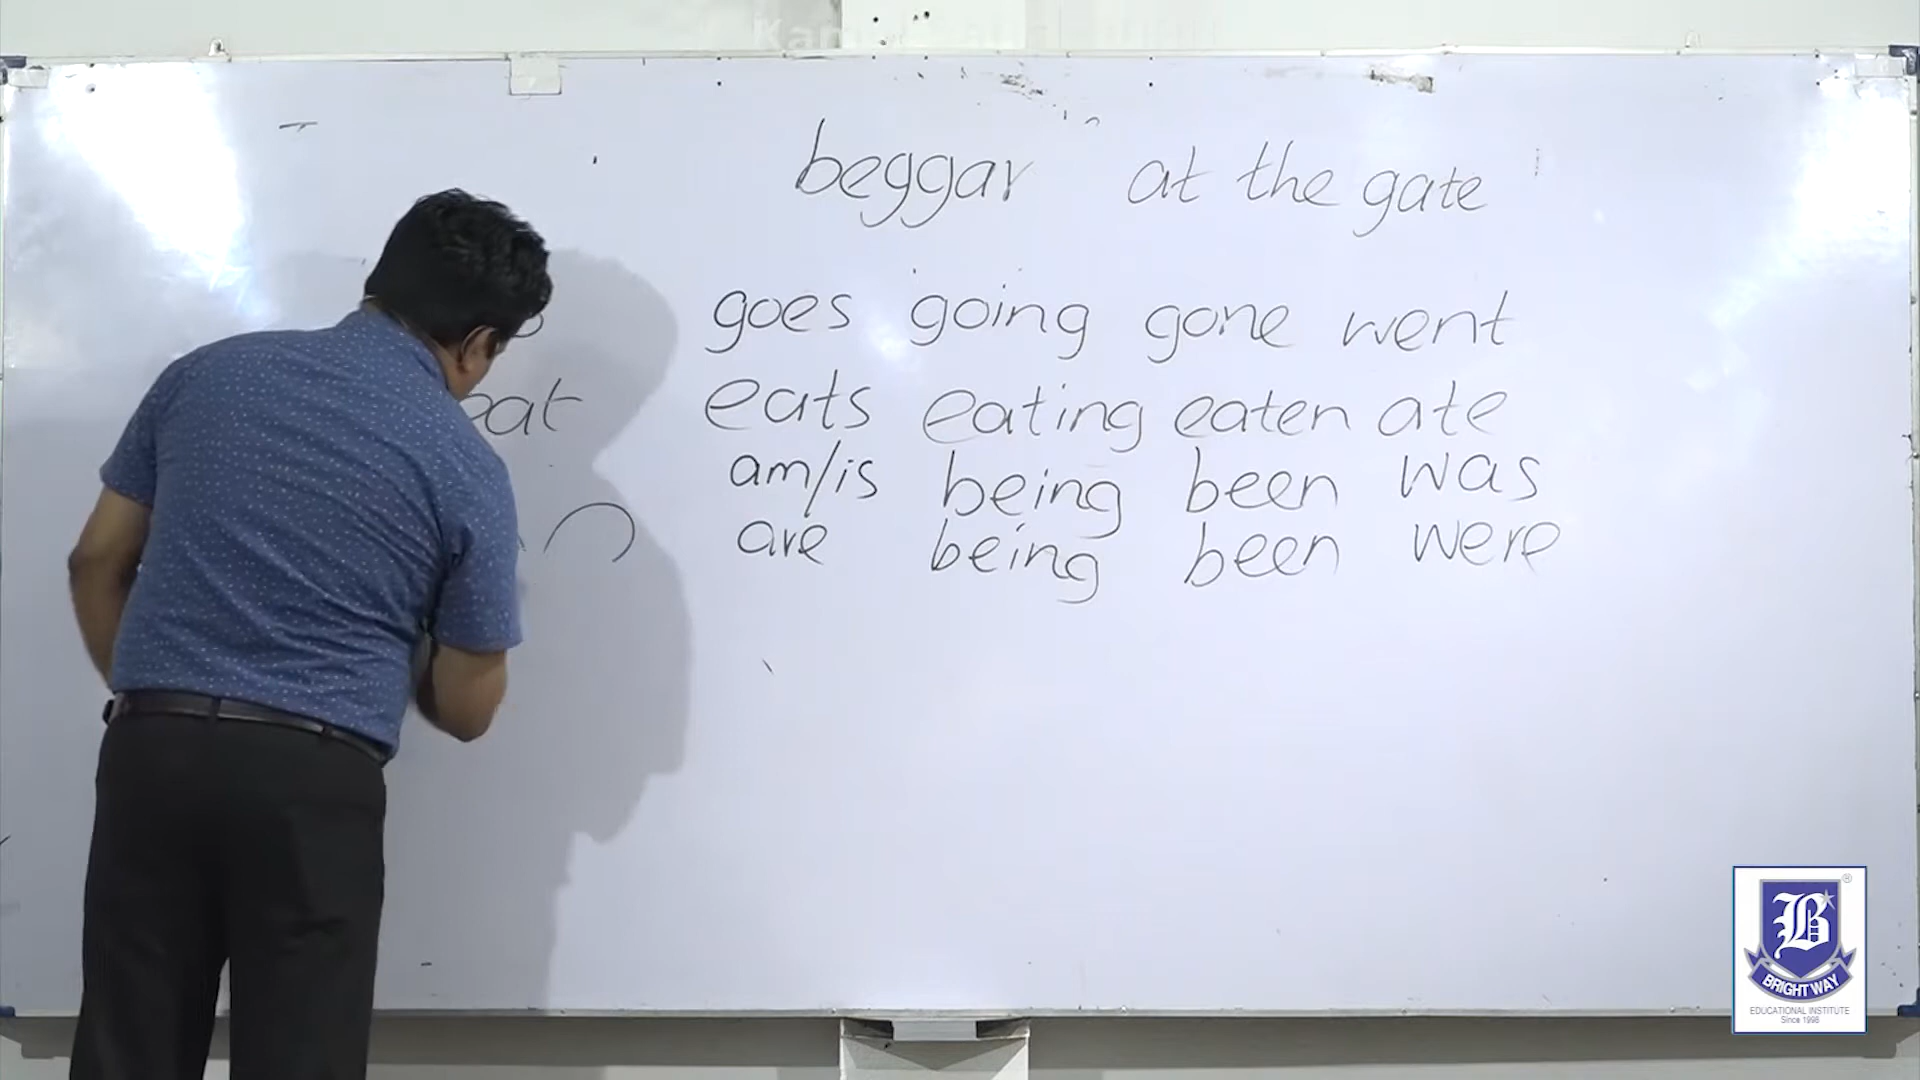 beggar at the gate
goes going gone went
eat eats eating eaten ate
am/is being been was
are being been were
B
BRIGHT WAY
EDUCATIONAL INSTITUTE
Since 1998